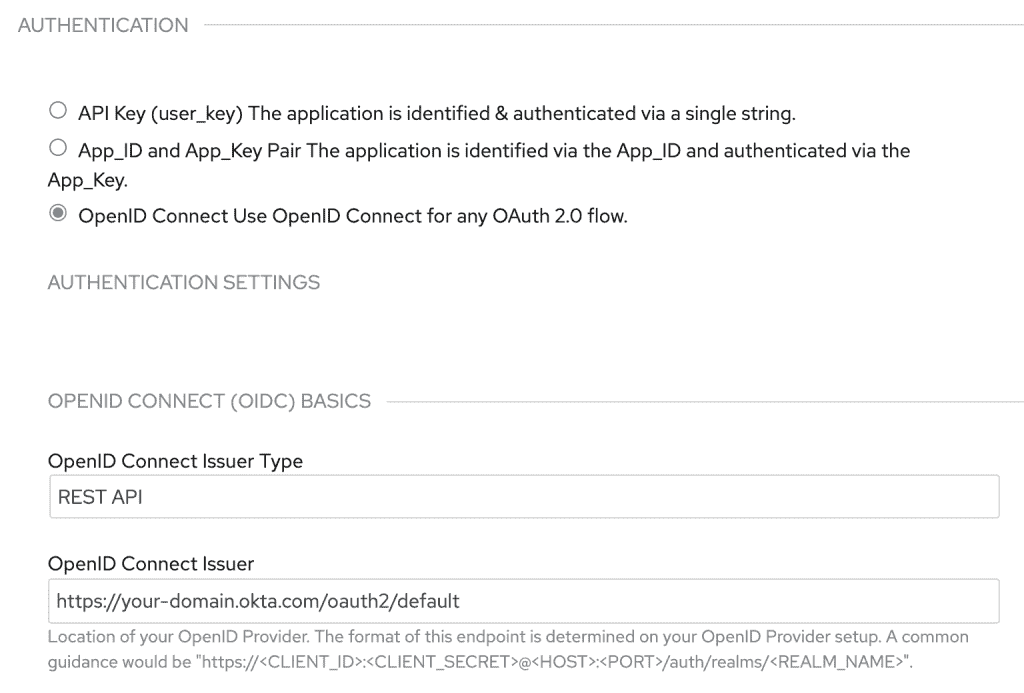 AUTHENTICATION
API Key (user_key) The application is identified & authenticated via a single string.
App_ID and App_Key Pair The application is identified via the App_ID and authenticated via the
App_Key.
OpenID Connect Use OpenID Connect for any OAuth 2.0 flow.
AUTHENTICATION SETTINGS
OPENID CONNECT (OIDC) BASICS
OpenID Connect Issuer Type
REST API
OpenID Connect Issuer
https://your-domain.okta.com/oauth2/default
Location of your OpenID Provider. The format of this endpoint is determined on your OpenID Provider setup. A common
guidance would be "https://<CLIENT_ID>:<CLIENT_SECRET>@<HOST>:<PORT>/auth/realms/<REALM_NAME>".